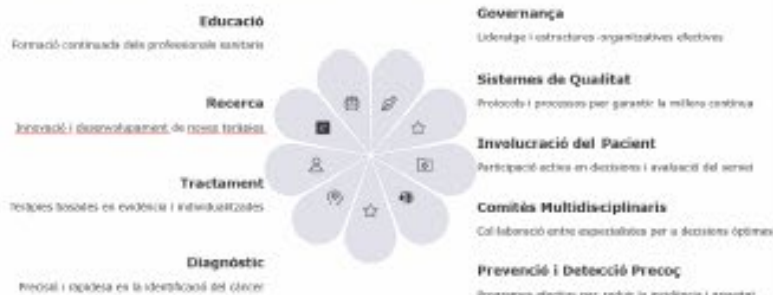 Educació
Formació continuada dels professionals sanitaris
Recerca
Innovació i desenvolupament de noves teràpies
Tractament
Teràpies basades en evidència i individualitzades
Diagnòstic
Precisió i rapidesa en la identificació del càncer
Governança
Lideratge i estructures organitzatives efectives
Sistemes de Qualitat
Protocols i processos per garantir la millora contínua
Involucració del Pacient
Participació activa en decisions i avaluació del servei
Comitès Multidisciplinaris
Col·laboració entre especialistes per a decisions òptimes
Prevenció i Detecció Precoç